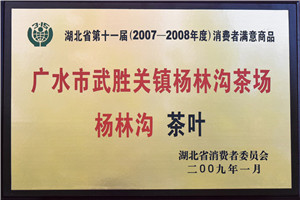 湖北省第十一届(2007—2008年度)消费者满意商品
广水市武胜关镇杨林沟茶场
杨林沟 茶叶
湖北省消费者委员会
二00九年一月